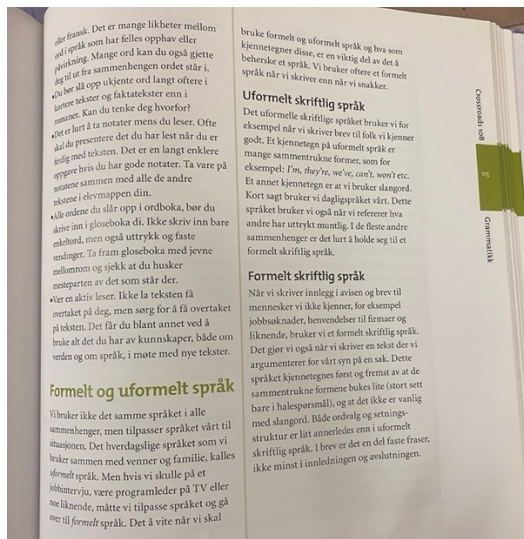 eller fransk. Det er mange likheter mellom
ord i språk som har felles opphav eller
påvirkning. Mange ord kan du også gjette
deg til ut fra sammenhengen ordet står i.
•Du bør slå opp ukjente ord langt oftere i
kortere tekster og faktatekster enn i
romaner. Kan du tenke deg hvorfor?
•Det er lurt å ta notater mens du leser. Ofte
skal du presentere det du har lest når du er
ferdig med teksten. Det er en langt enklere
oppgave hvis du har gode notater. Ta vare på
notatene sammen med alle de andre
tekstene i elevmappen din.
•Alle ordene du slår opp i ordboka, bør du
skrive inn i gloseboka di. Ikke skriv inn bare
enkeltord, men også uttrykk og faste
vendinger. Ta fram gloseboka med jevne
mellomrom og sjekk at du husker
mesteparten av det som står der.
•Vær en aktiv leser. Ikke la teksten få
overtaket på deg, men sørg for å få overtaket
på teksten. Det får du blant annet ved å
bruke alt det du har av kunnskaper, både om
verden og om språk, i møte med nye tekster.
Formelt og uformelt språk
Vi bruker ikke det samme språket i alle
sammenhenger, men tilpasser språket vårt til
situasjonen. Det hverdagslige språket som vi
bruker sammen med venner og familie, kalles
uformelt språk. Men hvis vi skulle på et
jobbintervju, være programleder på TV eller
noe liknende, måtte vi tilpasse språket og gå
over til formelt språk. Det å vite når vi skal
bruke formelt og uformelt språk og hva som
kjennetegner disse, er en viktig del av det å
beherske et språk. Vi bruker oftere et formelt
språk når vi skriver enn når vi snakker.
Uformelt skriftlig språk
Det uformelle skriftlige språket bruker vi for
eksempel når vi skriver brev til folk vi kjenner
godt. Et kjennetegn på uformelt språk er
mange sammentrukne former, som for
eksempel: I'm, they're, we've, can't, won't etc.
Et annet kjennetegn er at vi bruker slangord.
Kort sagt bruker vi dagligspråket vårt. Dette
språket bruker vi også når vi refererer hva
andre har uttrykt muntlig. I de fleste andre
sammenhenger er det lurt å holde seg til et
formelt skriftlig språk.
Formelt skriftlig språk
Når vi skriver innlegg i avisen og brev til
mennesker vi ikke kjenner, for eksempel
jobbsøknader, henvendelser til firmaer og
liknende, bruker vi et formelt skriftlig språk.
Det gjør vi også når vi skriver en tekst der vi
argumenterer for vårt syn på en sak. Dette
språket kjennetegnes først og fremst av at de
sammentrukne formene bukes lite (stort sett
bare i halespørsmål), og at det ikke er vanlig
med slangord. Både ordvalg og setnings-
struktur er litt annerledes enn i uformelt
skriftlig språk. I brev er det en del faste fraser,
ikke minst i innledningen og avslutningen.
Crossroads 10B
115
Grammatikk